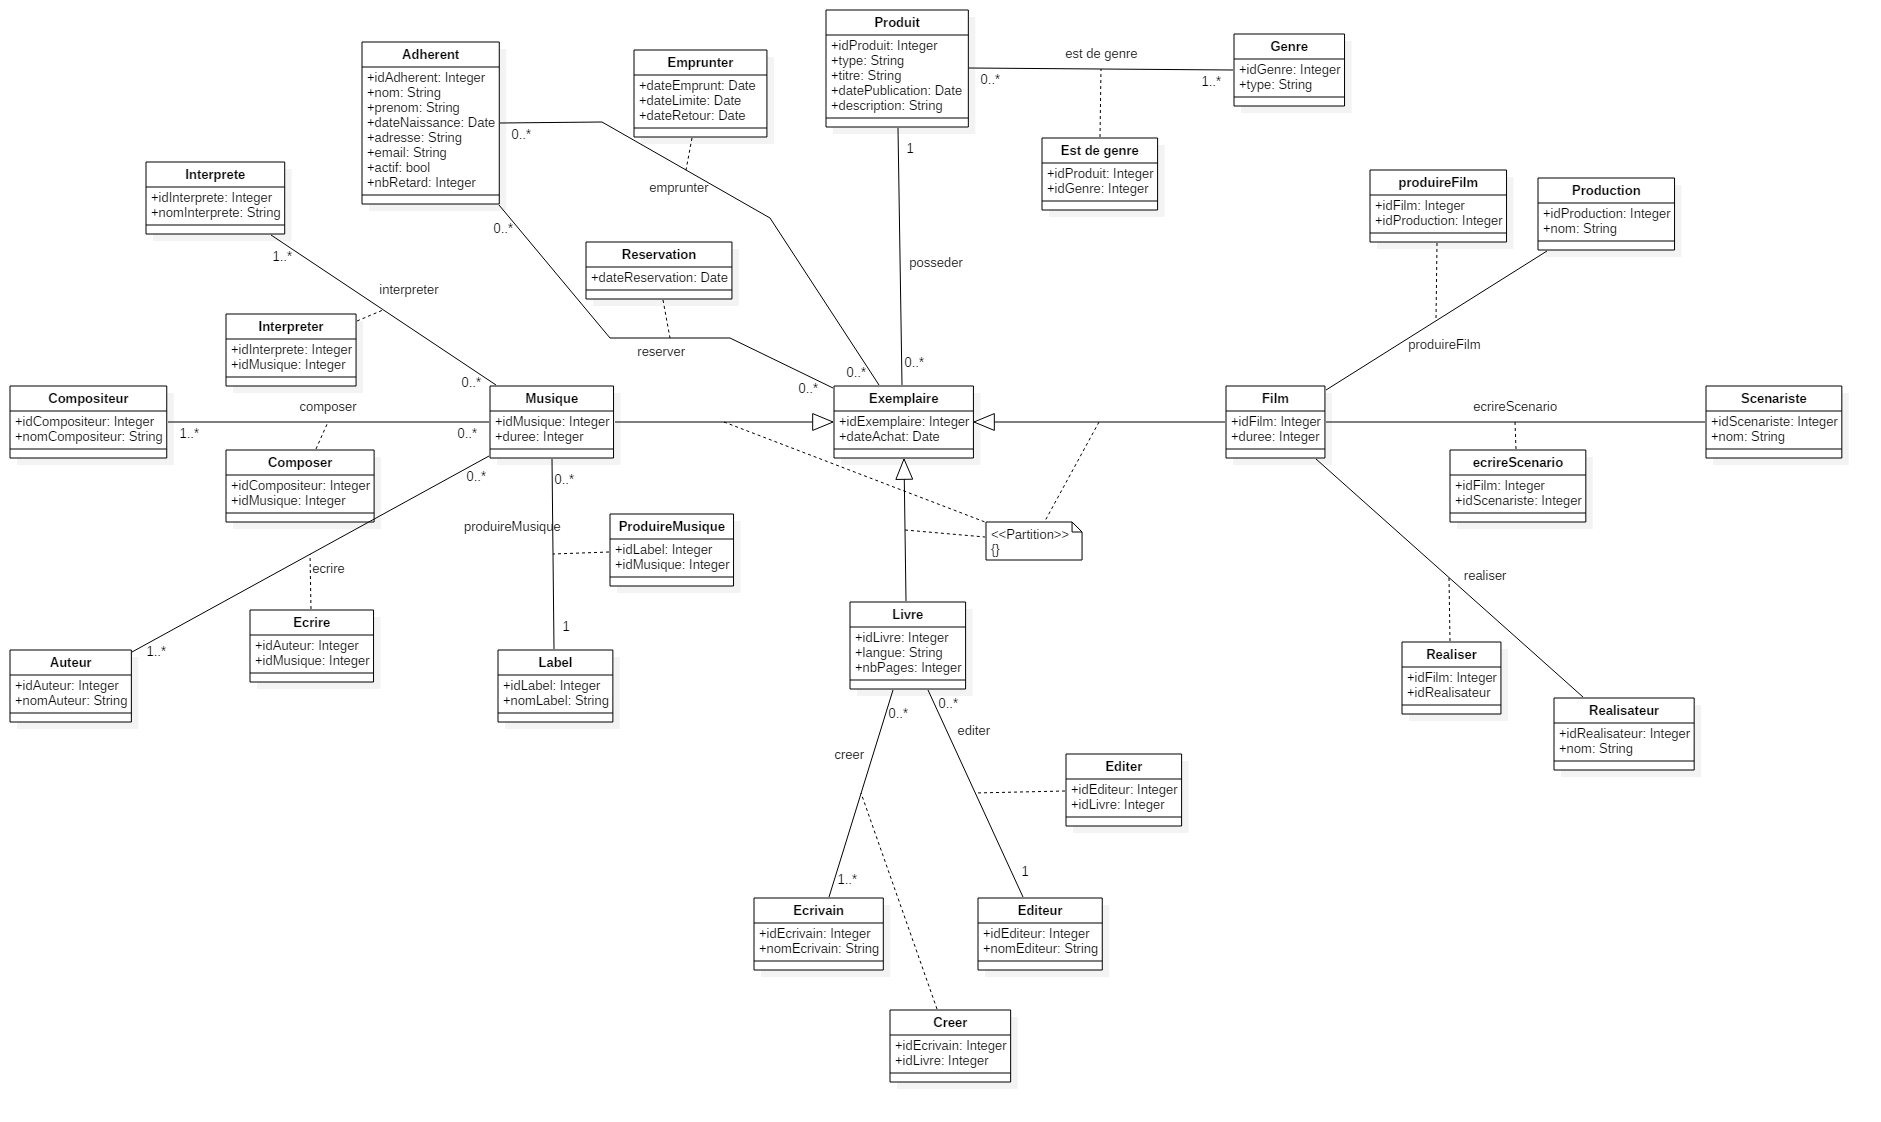 Produit
+idProduit: Integer
+type: String
+titre: String
+datePublication: Date
+description: String
est de genre
0..*
1..*
Genre
+idGenre: Integer
+type: String
Est de genre
+idProduit: Integer
+idGenre: Integer
Adherent
+idAdherent: Integer
+nom: String
+prenom: String
+dateNaissance: Date
+adresse: String
+email: String
+actif: bool
+nbRetard: Integer
Emprunter
+dateEmprunt: Date
+dateLimite: Date
+dateRetour: Date
0..*
emprunter
0..*
1
posseder
0..*
0..*
Reservation
+dateReservation: Date
reserver
0..*
Interprete
+idInterprete: Integer
+nomInterprete: String
1..*
interpreter
0..*
Interpreter
+idInterprete: Integer
+idMusique: Integer
produireFilm
+idFilm: Integer
+idProduction: Integer
Production
+idProduction: Integer
+nom: String
produireFilm
Compositeur
+idCompositeur: Integer
+nomCompositeur: String
composer
1..*
0..*
Composer
+idCompositeur: Integer
+idMusique: Integer
Musique
+idMusique: Integer
+duree: Integer
Exemplaire
+idExemplaire: Integer
+dateAchat: Date
Film
+idFilm: Integer
+duree: Integer
ecrireScenario
Scenariste
+idScenariste: Integer
+nom: String
ecrireScenario
+idFilm: Integer
+idScenariste: Integer
0..*
0..*
produireMusique
ProduireMusique
+idLabel: Integer
+idMusique: Integer
<<Partition>>
{}
ecrire
Ecrire
+idAuteur: Integer
+idMusique: Integer
1..*
Auteur
+idAuteur: Integer
+nomAuteur: String
1
Label
+idLabel: Integer
+nomLabel: String
Livre
+idLivre: Integer
+langue: String
+nbPages: Integer
realiser
Realiser
+idFilm: Integer
+idRealisateur
Realisateur
+idRealisateur: Integer
+nom: String
0..*
0..*
creer
editer
Editer
+idEditeur: Integer
+idLivre: Integer
1..*
1
Ecrivain
+idEcrivain: Integer
+nomEcrivain: String
Editeur
+idEditeur: Integer
+nomEditeur: String
Creer
+idEcrivain: Integer
+idLivre: Integer